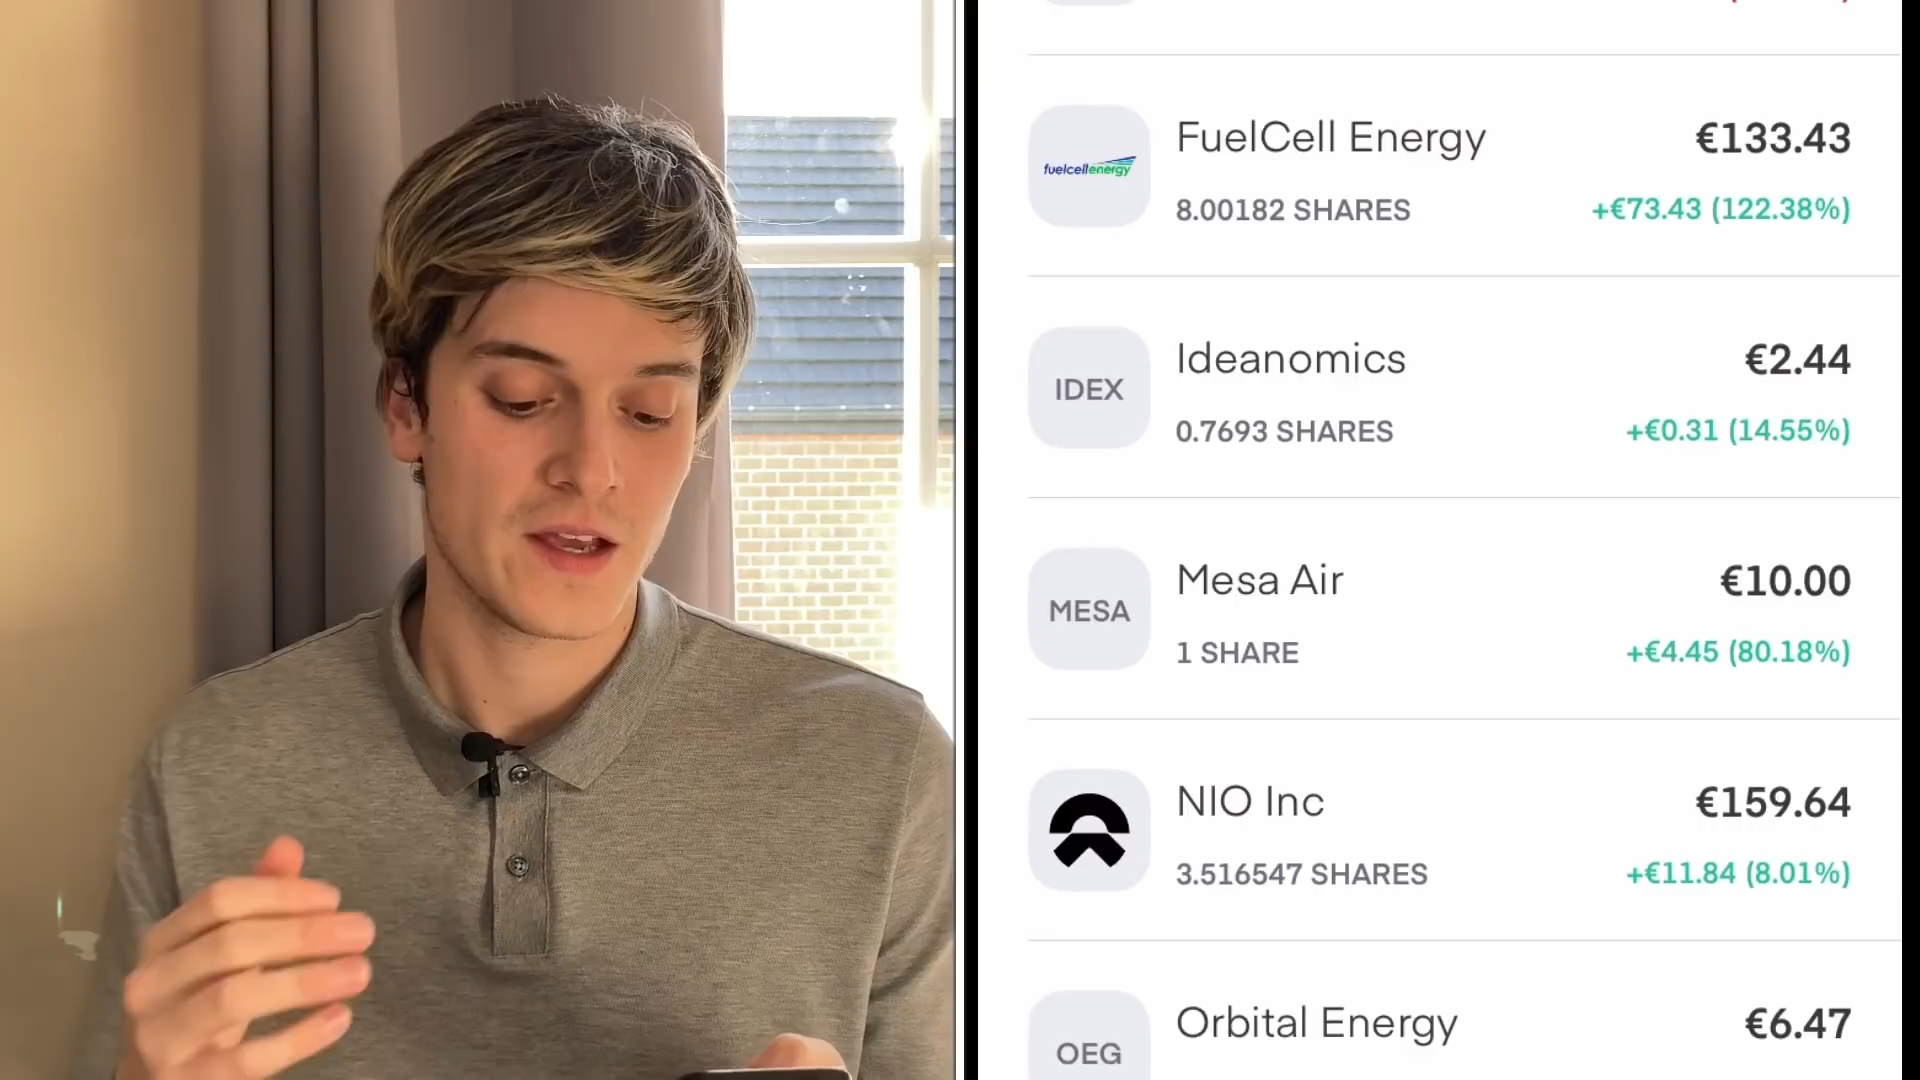 FuelCell Energy
€133.43
fuelcellenergy
8.00182 SHARES
+€73.43 (122.38%)
Ideanomics
€2.44
IDEX
0.7693 SHARES
+€0.31 (14.55%)
Mesa Air
€10.00
MESA
1 SHARE
+€4.45 (80.18%)
NIO Inc
€159.64
3.516547 SHARES
+€11.84 (8.01%)
Orbital Energy
€6.47
OEG